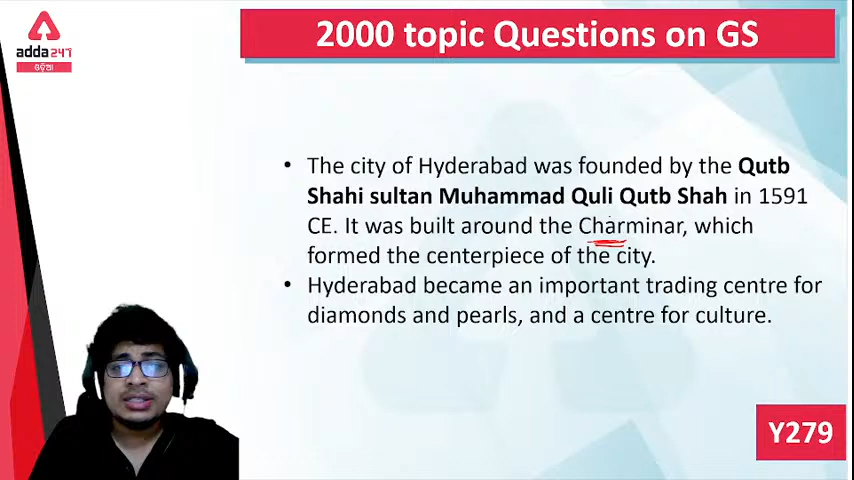 2000 topic Questions on GS
adda247
ଓଡ଼ିଆ
• The city of Hyderabad was founded by the Qutb
Shahi sultan Muhammad Quli Qutb Shah in 1591
CE. It was built around the Charminar, which
formed the centerpiece of the city.
• Hyderabad became an important trading centre for
diamonds and pearls, and a centre for culture.
Y279